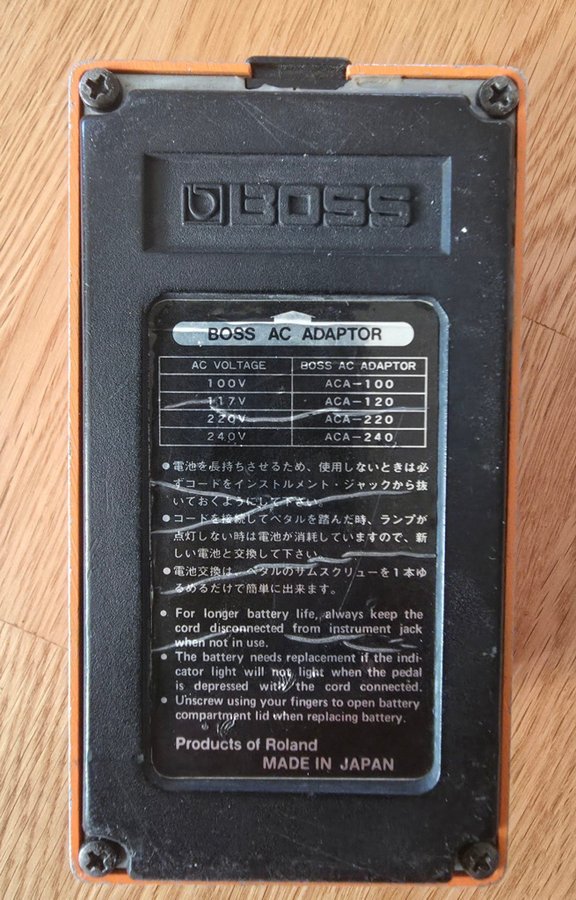 BOSS
BOSS AC ADAPTOR
AC VOLTAGE BOSS AC ADAPTOR
100V ACA-100
117V ACA-120
220V ACA-220
240V ACA-240
●電池を長持ちさせるため、使用しないときは必
ずコードをインストルメント・ジャックから抜
いておくようにして下さい。
●コードを接続してペタルを踏んだ時、ランプが
点灯しない時は電池が消耗していますので、新
しい電池と交換して下さい。
●電池交換は、ペタルのサムスクリューを1本ゆ
るめるだけで簡単に出来ます。
● For longer battery life, always keep the
cord disconnected from instrument jack
when not in use.
● The battery needs replacement if the indi-
cator light will not light when the pedal
is depressed with the cord connected.
● Unscrew using your fingers to open battery
compartment lid when replacing battery.
Products of Roland
MADE IN JAPAN